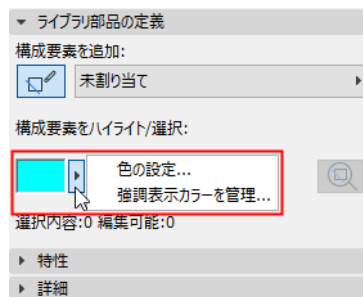 ライブラリ部品の定義
構成要素を追加:
未割り当て
構成要素をハイライト/選択:
色の設定...
強調表示カラーを管理...
選択内容:0 編集可能:0
特性
詳細